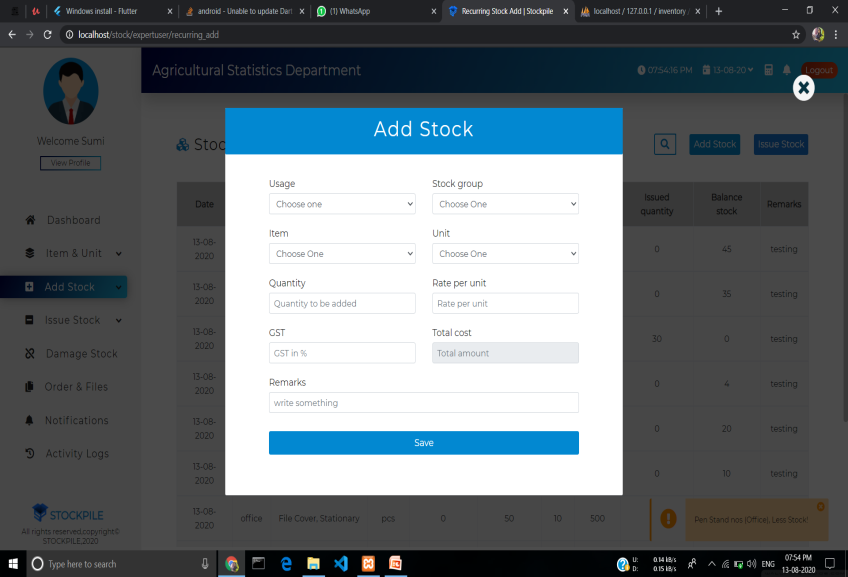 Windows install - Flutter
android - Unable to update Dart
(1) WhatsApp
Recurring Stock Add | Stockpile
localhost / 127.0.0.1 / inventory
localhost/stock/expertuser/recurring_add
Agricultural Statistics Department
07:54:16 PM
13-08-20
Logout
Welcome Sumi
View Profile
Dashboard
Item & Unit
Add Stock
Issue Stock
Damage Stock
Order & Files
Notifications
Activity Logs
STOCKPILE
All rights reserved,copyright©
STOCKPILE,2020
Stoc
Add Stock
Issue Stock
Add Stock
Usage
Stock group
Choose one
Choose One
Item
Unit
Choose One
Choose One
Quantity
Rate per unit
Quantity to be added
Rate per unit
GST
Total cost
GST in %
Total amount
Remarks
write something
Save
Date
Issued quantity
Balance stock
Remarks
13-08-2020
0
45
testing
13-08-2020
0
35
testing
13-08-2020
30
0
testing
13-08-2020
0
4
testing
13-08-2020
0
20
testing
13-08-2020
0
10
testing
13-08-2020
office
File Cover, Stationary
pcs
0
50
10
500
Pen Stand nos (Office), Less Stock!
Type here to search
U: 0.14 kB/s
D: 0.15 kB/s
ENG
07:54 PM
13-08-2020